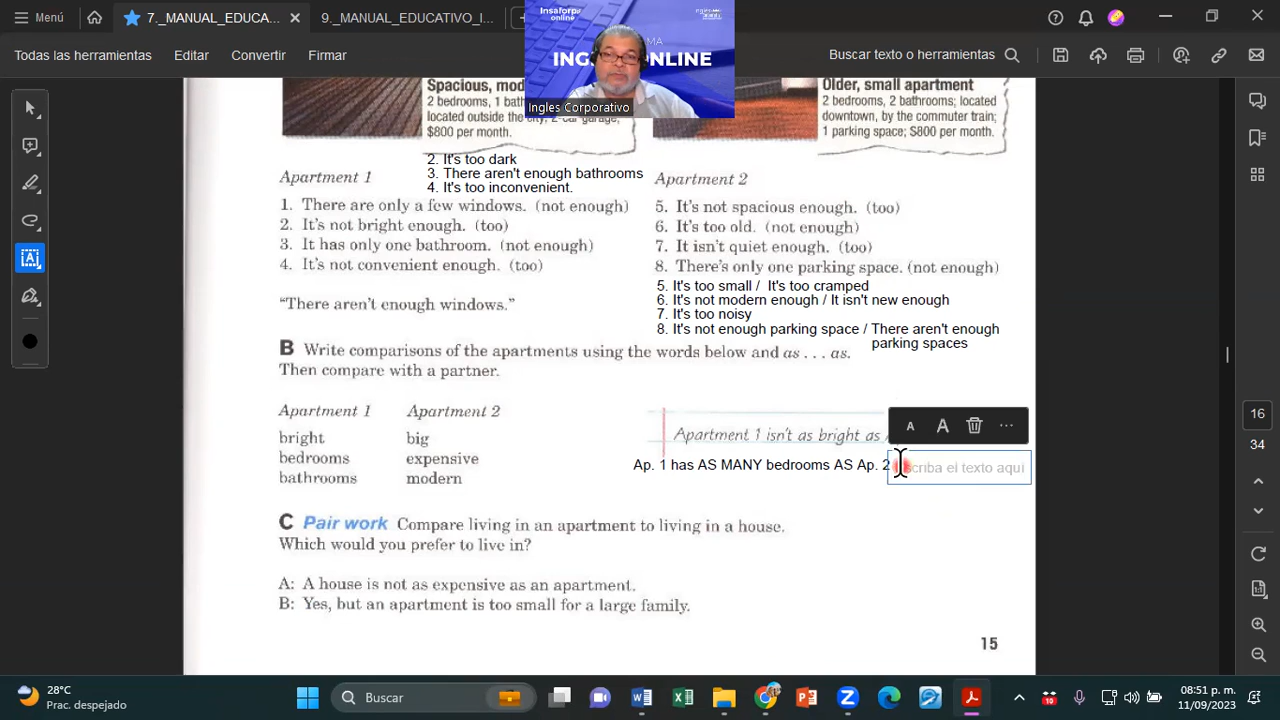 Menú
7._MANUAL_EDUCA...
9._MANUAL_EDUCATIVO_I...
Todas las herramientas
Editar
Convertir
Firmar
Buscar texto o herramientas
Insaforp
online
INGLES ONLINE
Ingles Corporativo
Spacious, mod
2 bedrooms, 1 bath
located outside the city; 2-car garage;
$800 per month.
Older, small apartment
2 bedrooms, 2 bathrooms; located
downtown, by the commuter train;
1 parking space; $800 per month.
2. It's too dark
3. There aren't enough bathrooms
4. It's too inconvenient.
Apartment 1
1. There are only a few windows. (not enough)
2. It's not bright enough. (too)
3. It has only one bathroom. (not enough)
4. It's not convenient enough. (too)
"There aren't enough windows."
Apartment 2
5. It's not spacious enough. (too)
6. It's too old. (not enough)
7. It isn't quiet enough. (too)
8. There's only one parking space. (not enough)
5. It's too small / It's too cramped
6. It's not modern enough / It isn't new enough
7. It's too noisy
8. It's not enough parking space / There aren't enough
parking spaces
B Write comparisons of the apartments using the words below and as . . . as.
Then compare with a partner.
Apartment 1 Apartment 2
bright big
bedrooms expensive
bathrooms modern
Apartment 1 isn't as bright as
Ap. 1 has AS MANY bedrooms AS Ap. 2
criba el texto aquí
A A
C Pair work Compare living in an apartment to living in a house.
Which would you prefer to live in?
A: A house is not as expensive as an apartment.
B: Yes, but an apartment is too small for a large family.
15
16
34
28°C
Prc. despejado
Buscar
08:51 p. m.
11/09/2023